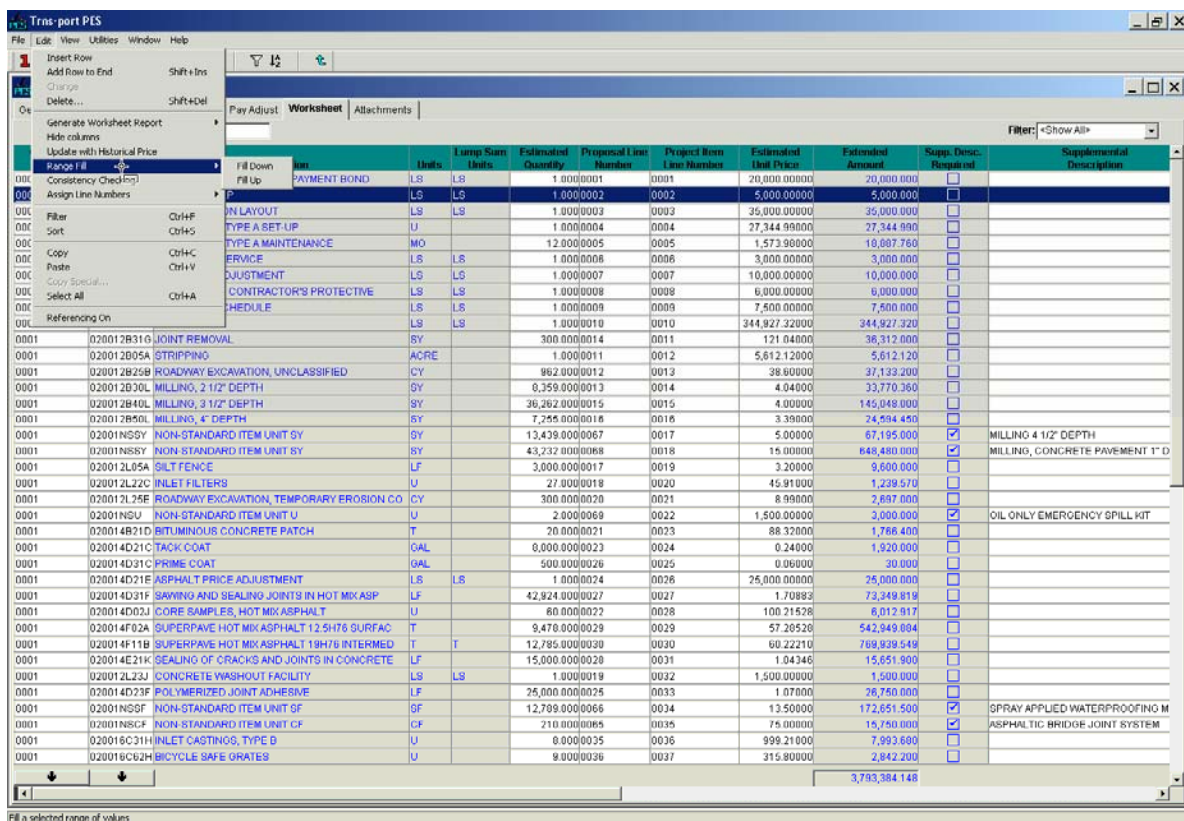 Trns·port PES
File Edit View Utilities Window Help
Insert Row
Add Row to End Shift+Ins
Change
Delete... Shift+Del
Generate Worksheet Report
Hide columns
Update with Historical Price
Range Fill
Consistency Checking
Assign Line Numbers
Filter Ctrl+F
Sort Ctrl+S
Copy Ctrl+C
Paste Ctrl+V
Copy Special...
Select All Ctrl+A
Referencing On
Fill Down
Fill Up
Pay Adjust Worksheet Attachments
Filter: <Show All>
Units Lump Sum Units Estimated Quantity Proposal Line Number Project Item Line Number Estimated Unit Price Extended Amount Supp. Desc. Required Supplemental Description
PAYMENT BOND LS LS 1.000 0001 0001 20,000.00000 20,000.000
LS LS 1.000 0002 0002 5,000.00000 5,000.000
ON LAYOUT LS LS 1.000 0003 0003 35,000.00000 35,000.000
TYPE A SET-UP U 1.000 0004 0004 27,344.99000 27,344.990
TYPE A MAINTENANCE MO 12.000 0005 0005 1,573.98000 18,887.760
ERVICE LS LS 1.000 0006 0006 3,000.00000 3,000.000
DJUSTMENT LS LS 1.000 0007 0007 10,000.00000 10,000.000
CONTRACTOR'S PROTECTIVE LS LS 1.000 0008 0008 6,000.00000 6,000.000
CHEDULE LS LS 1.000 0009 0009 7,500.00000 7,500.000
LS LS 1.000 0010 0010 344,927.32000 344,927.320
0001 020012B31G JOINT REMOVAL SY 300.000 0014 0011 121.04000 36,312.000
0001 020012B05A STRIPPING ACRE 1.000 0011 0012 5,612.12000 5,612.120
0001 020012B25B ROADWAY EXCAVATION, UNCLASSIFIED CY 962.000 0012 0013 38.60000 37,133.200
0001 020012B30L MILLING, 2 1/2" DEPTH SY 8,359.000 0013 0014 4.04000 33,770.360
0001 020012B40L MILLING, 3 1/2" DEPTH SY 36,262.000 0015 0015 4.00000 145,048.000
0001 020012B50L MILLING, 4" DEPTH SY 7,255.000 0016 0016 3.39000 24,594.450
0001 02001NSSY NON-STANDARD ITEM UNIT SY SY 13,439.000 0067 0017 5.00000 67,195.000 MILLING 4 1/2" DEPTH
0001 02001NSSY NON-STANDARD ITEM UNIT SY SY 43,232.000 0068 0018 15.00000 648,480.000 MILLING, CONCRETE PAVEMENT 1" D
0001 020012L05A SILT FENCE LF 3,000.000 0017 0019 3.20000 9,600.000
0001 020012L22C INLET FILTERS U 27.000 0018 0020 45.91000 1,239.570
0001 020012L25E ROADWAY EXCAVATION, TEMPORARY EROSION CO CY 300.000 0020 0021 8.99000 2,697.000
0001 02001NSU NON-STANDARD ITEM UNIT U U 2.000 0069 0022 1,500.00000 3,000.000 OIL ONLY EMERGENCY SPILL KIT
0001 020014B21D BITUMINOUS CONCRETE PATCH T 20.000 0021 0023 88.32000 1,766.400
0001 020014D21C TACK COAT GAL 8,000.000 0023 0024 0.24000 1,920.000
0001 020014D31C PRIME COAT GAL 500.000 0026 0025 0.06000 30.000
0001 020014D21E ASPHALT PRICE ADJUSTMENT LS LS 1.000 0024 0026 25,000.00000 25,000.000
0001 020014D31F SAWING AND SEALING JOINTS IN HOT MIX ASP LF 42,924.000 0027 0027 1.70883 73,349.819
0001 020014D02J CORE SAMPLES, HOT MIX ASPHALT U 60.000 0022 0028 100.21528 6,012.917
0001 020014F02A SUPERPAVE HOT MIX ASPHALT 12.5H76 SURFAC T 9,478.000 0029 0029 57.28520 542,949.084
0001 020014F11B SUPERPAVE HOT MIX ASPHALT 19H76 INTERMED T T 12,785.000 0030 0030 60.22210 769,939.549
0001 020014E21K SEALING OF CRACKS AND JOINTS IN CONCRETE LF 15,000.000 0028 0031 1.04346 15,651.900
0001 020012L23J CONCRETE WASHOUT FACILITY LS LS 1.000 0019 0032 1,500.00000 1,500.000
0001 020014D23F POLYMERIZED JOINT ADHESIVE LF 25,000.000 0025 0033 1.07000 26,750.000
0001 02001NSSF NON-STANDARD ITEM UNIT SF SF 12,789.000 0066 0034 13.50000 172,651.500 SPRAY APPLIED WATERPROOFING M
0001 02001NSCF NON-STANDARD ITEM UNIT CF CF 210.000 0065 0035 75.00000 15,750.000 ASPHALTIC BRIDGE JOINT SYSTEM
0001 020016C31H INLET CASTINGS, TYPE B U 8.000 0035 0036 999.21000 7,993.680
0001 020016C62H BICYCLE SAFE GRATES U 9.000 0036 0037 315.80000 2,842.200
3,793,384.148
Fill a selected range of values